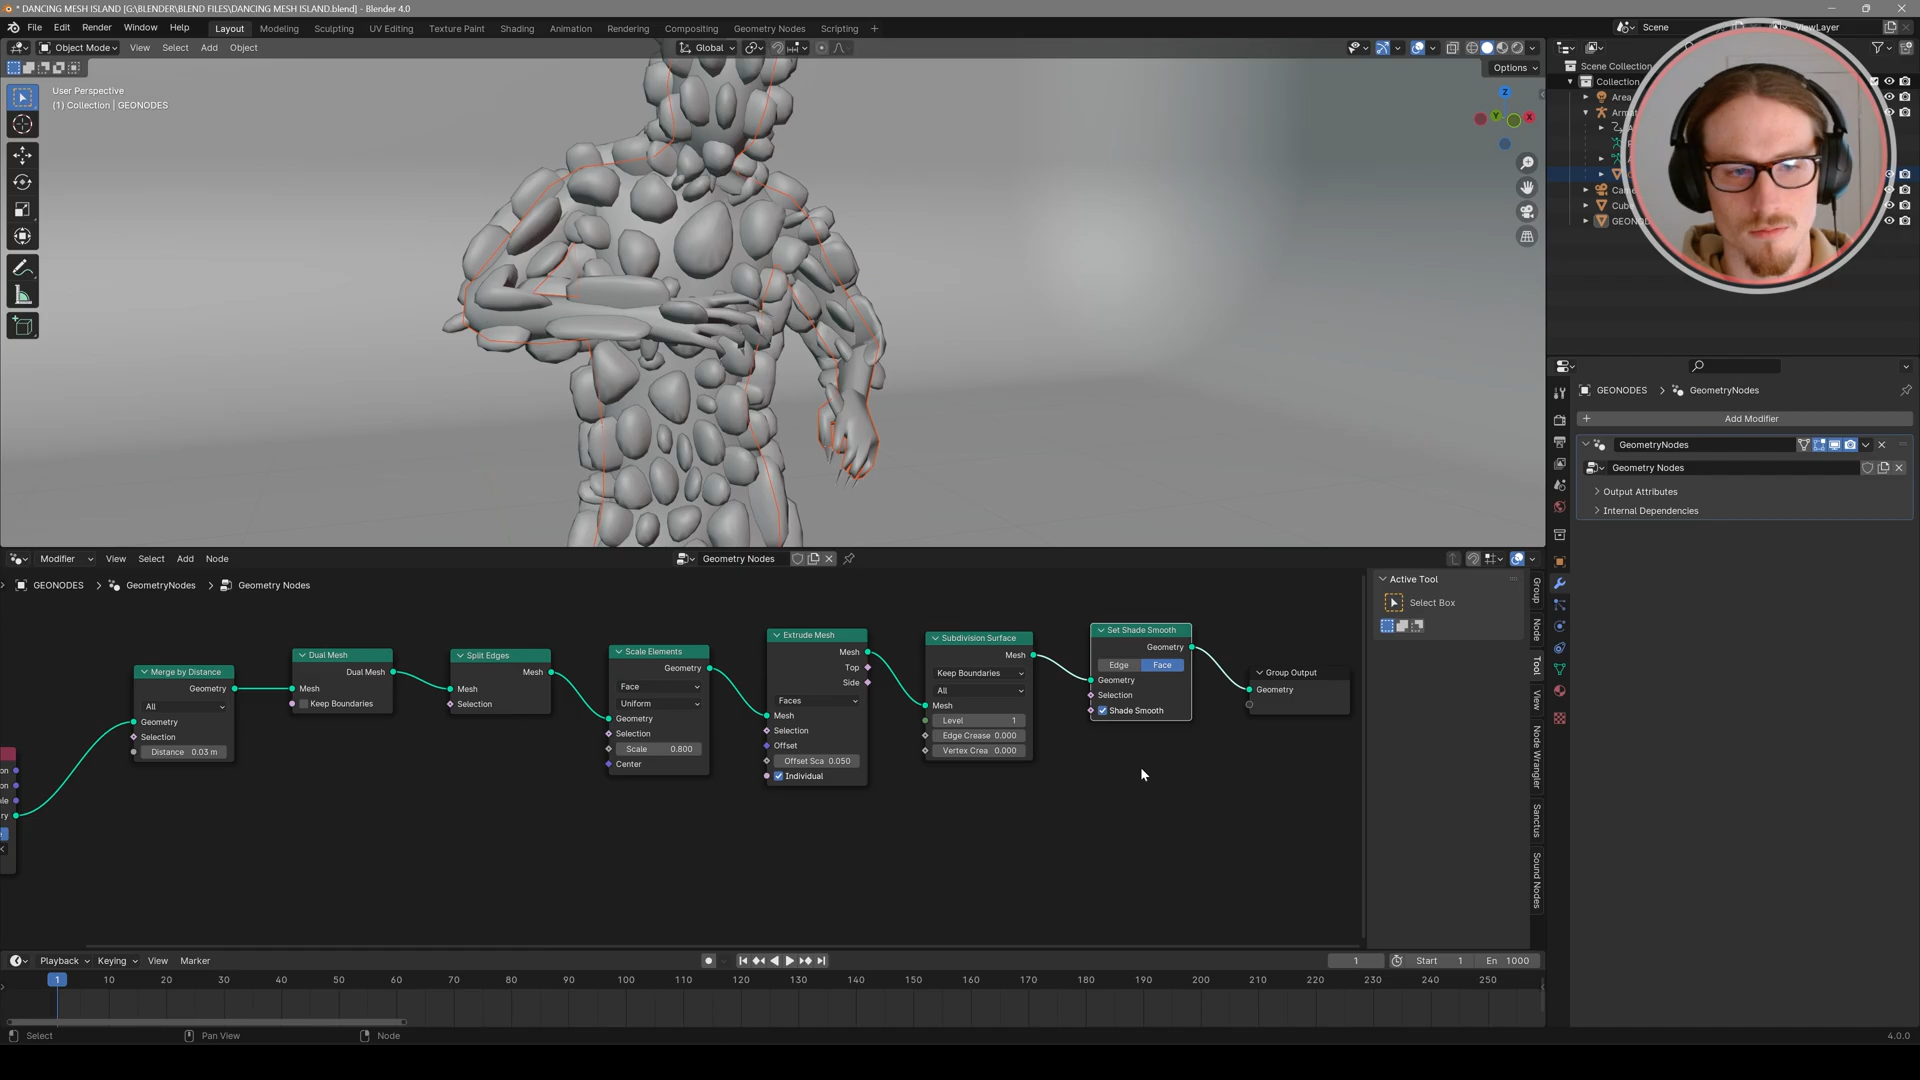 * DANCING MESH ISLAND [G:\BLENDER\BLEND FILES\DANCING MESH ISLAND.blend] - Blender 4.0
File Edit Render Window Help Layout Modeling Sculpting UV Editing Texture Paint Shading Animation Rendering Compositing Geometry Nodes Scripting + Scene ViewLayer
Object Mode View Select Add Object Global
Options
User Perspective
(1) Collection | GEONODES
Z
Y
X
Scene Collection
Collection
Area
Armat
Came
Cube
GEONO
GEONODES > GeometryNodes
+ Add Modifier
GeometryNodes
Geometry Nodes
Output Attributes
Internal Dependencies
Modifier View Select Add Node Geometry Nodes
GEONODES > GeometryNodes > Geometry Nodes
Merge by Distance
Geometry
All
Geometry
Selection
Distance 0.03 m
Dual Mesh
Dual Mesh
Mesh
Keep Boundaries
Split Edges
Mesh
Mesh
Selection
Scale Elements
Geometry
Face
Uniform
Geometry
Selection
Scale 0.800
Center
Extrude Mesh
Mesh
Top
Side
Faces
Mesh
Selection
Offset
Offset Sca 0.050
Individual
Subdivision Surface
Mesh
Keep Boundaries
All
Mesh
Level 1
Edge Crease 0.000
Vertex Crea 0.000
Set Shade Smooth
Geometry
Edge Face
Geometry
Selection
Shade Smooth
Group Output
Geometry
Active Tool
Select Box
Group
Node
Tool
View
Node Wrangler
Sanctus
Sound Nodes
Playback Keying View Marker 1 Start 1 En 1000
1 10 20 30 40 50 60 70 80 90 100 110 120 130 140 150 160 170 180 190 200 210 220 230 240 250
Select Pan View Node 4.0.0